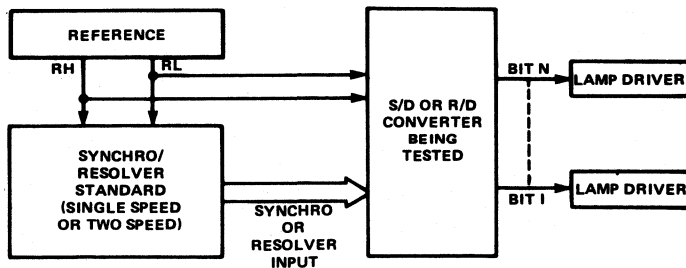 REFERENCE
RH
RL
SYNCHRO/
RESOLVER
STANDARD
(SINGLE SPEED
OR TWO SPEED)
SYNCHRO
OR
RESOLVER
INPUT
S/D OR R/D
CONVERTER
BEING
TESTED
BIT N
LAMP DRIVER
BIT I
LAMP DRIVER